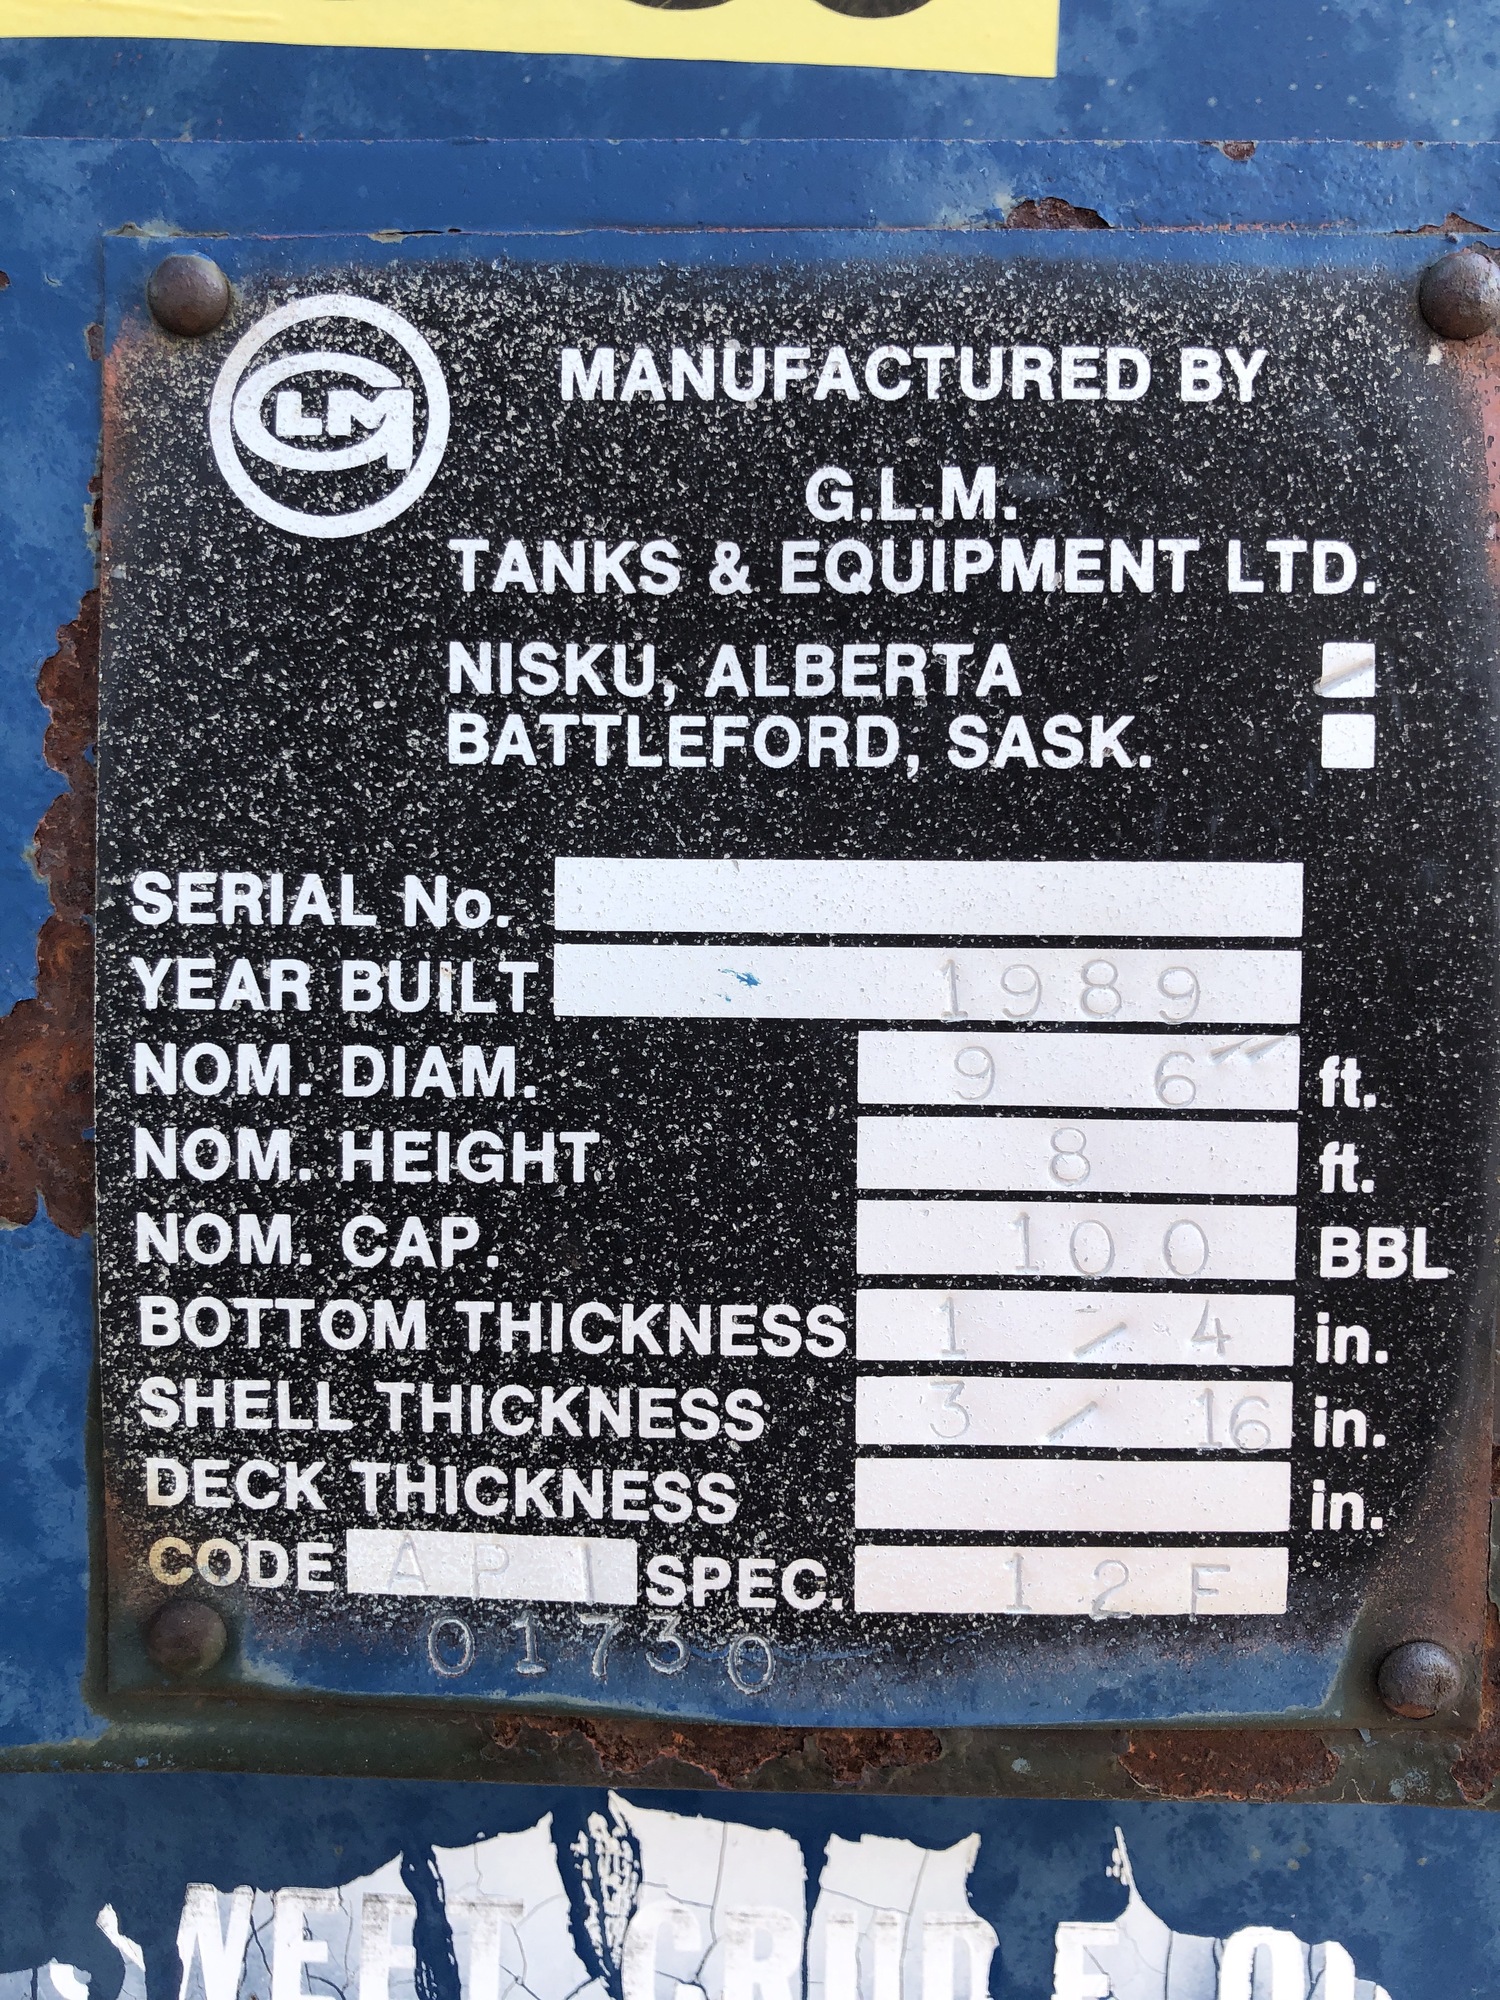 GLM
MANUFACTURED BY
G.L.M.
TANKS & EQUIPMENT LTD.
NISKU, ALBERTA
BATTLEFORD, SASK.
SERIAL No.
YEAR BUILT 1989
NOM. DIAM. 9 6" ft.
NOM. HEIGHT 8 ft.
NOM. CAP. 100 BBL
BOTTOM THICKNESS 1 / 4 in.
SHELL THICKNESS 3 / 16 in.
DECK THICKNESS in.
CODE API SPEC. 12F
01730
SWEET CRUDE